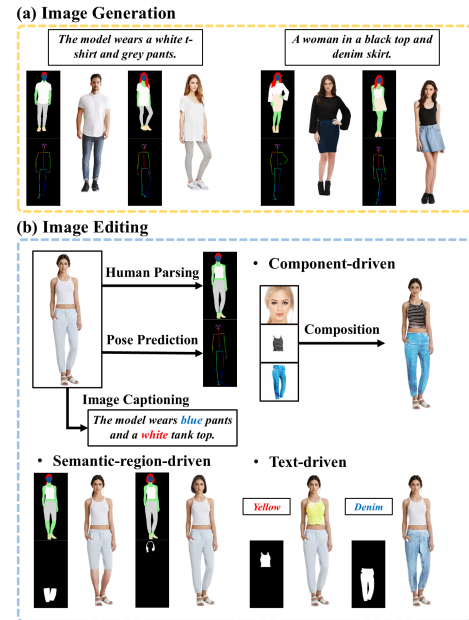 (a) Image Generation
The model wears a white t-
shirt and grey pants.
A woman in a black top and
denim skirt.
(b) Image Editing
Human Parsing
Pose Prediction
Image Captioning
The model wears blue pants
and a white tank top.
• Component-driven
Composition
• Semantic-region-driven
• Text-driven
Yellow
Denim